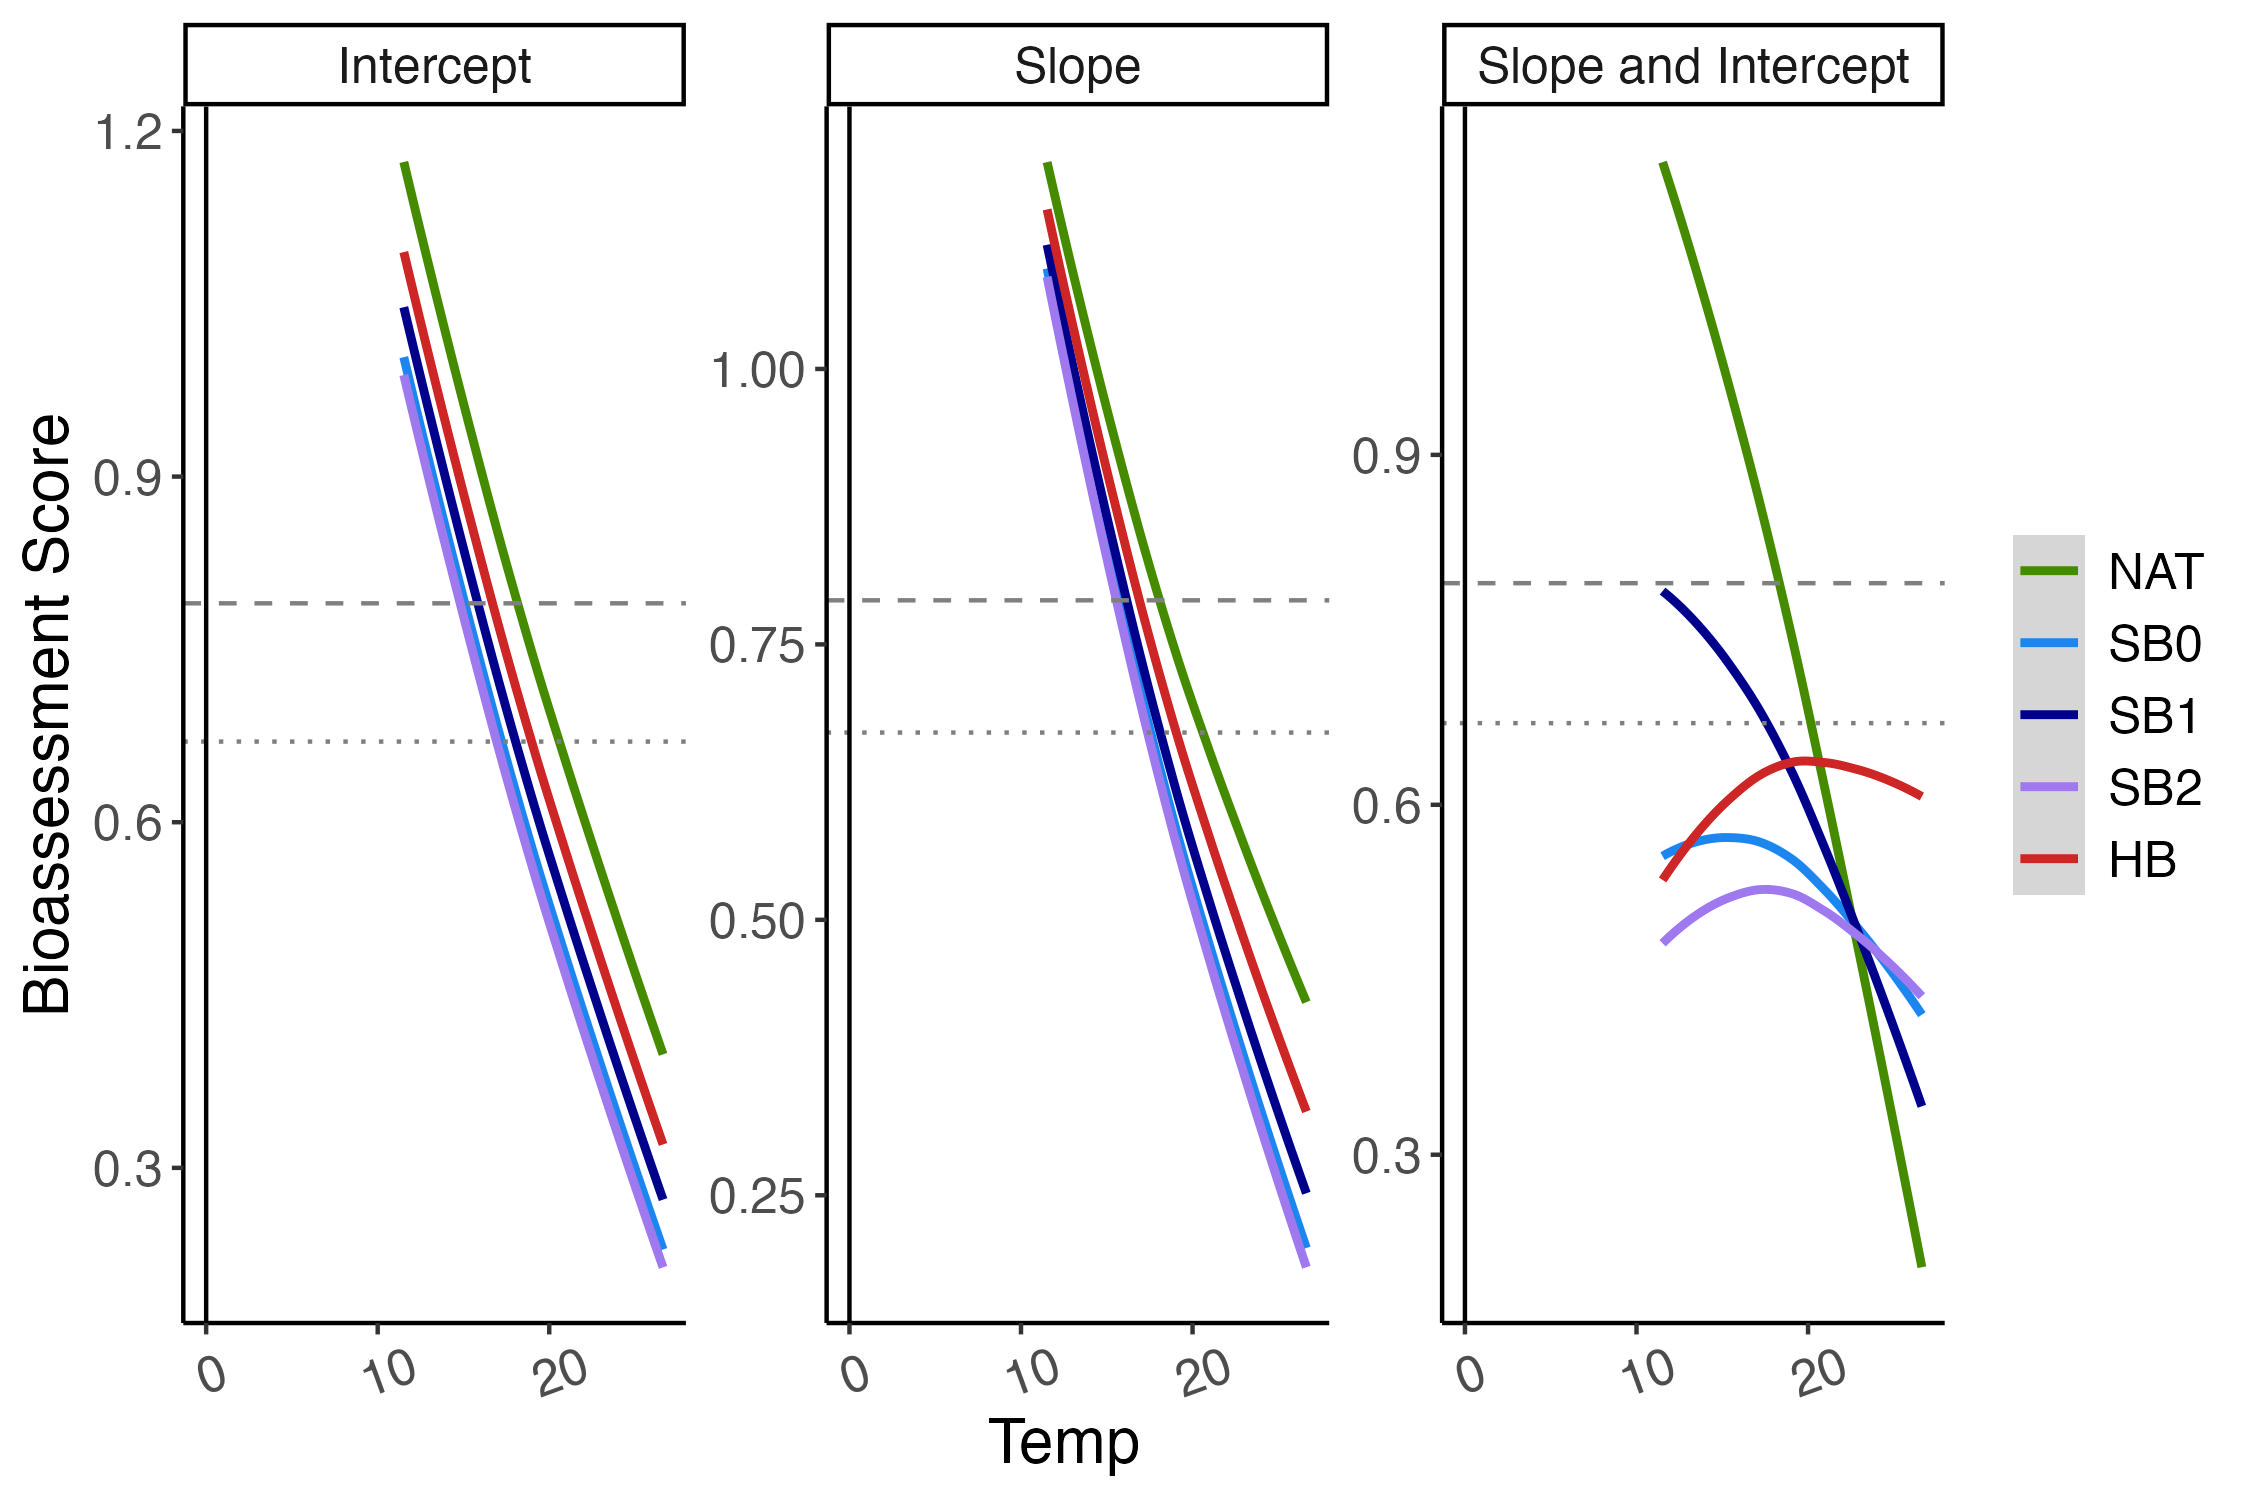 Intercept
Slope
Slope and Intercept
Bioassessment Score
1.2
0.9
0.6
0.3
1.00
0.75
0.50
0.25
0.9
0.6
0.3
0 10 20
0 10 20
0 10 20
Temp
NAT
SB0
SB1
SB2
HB